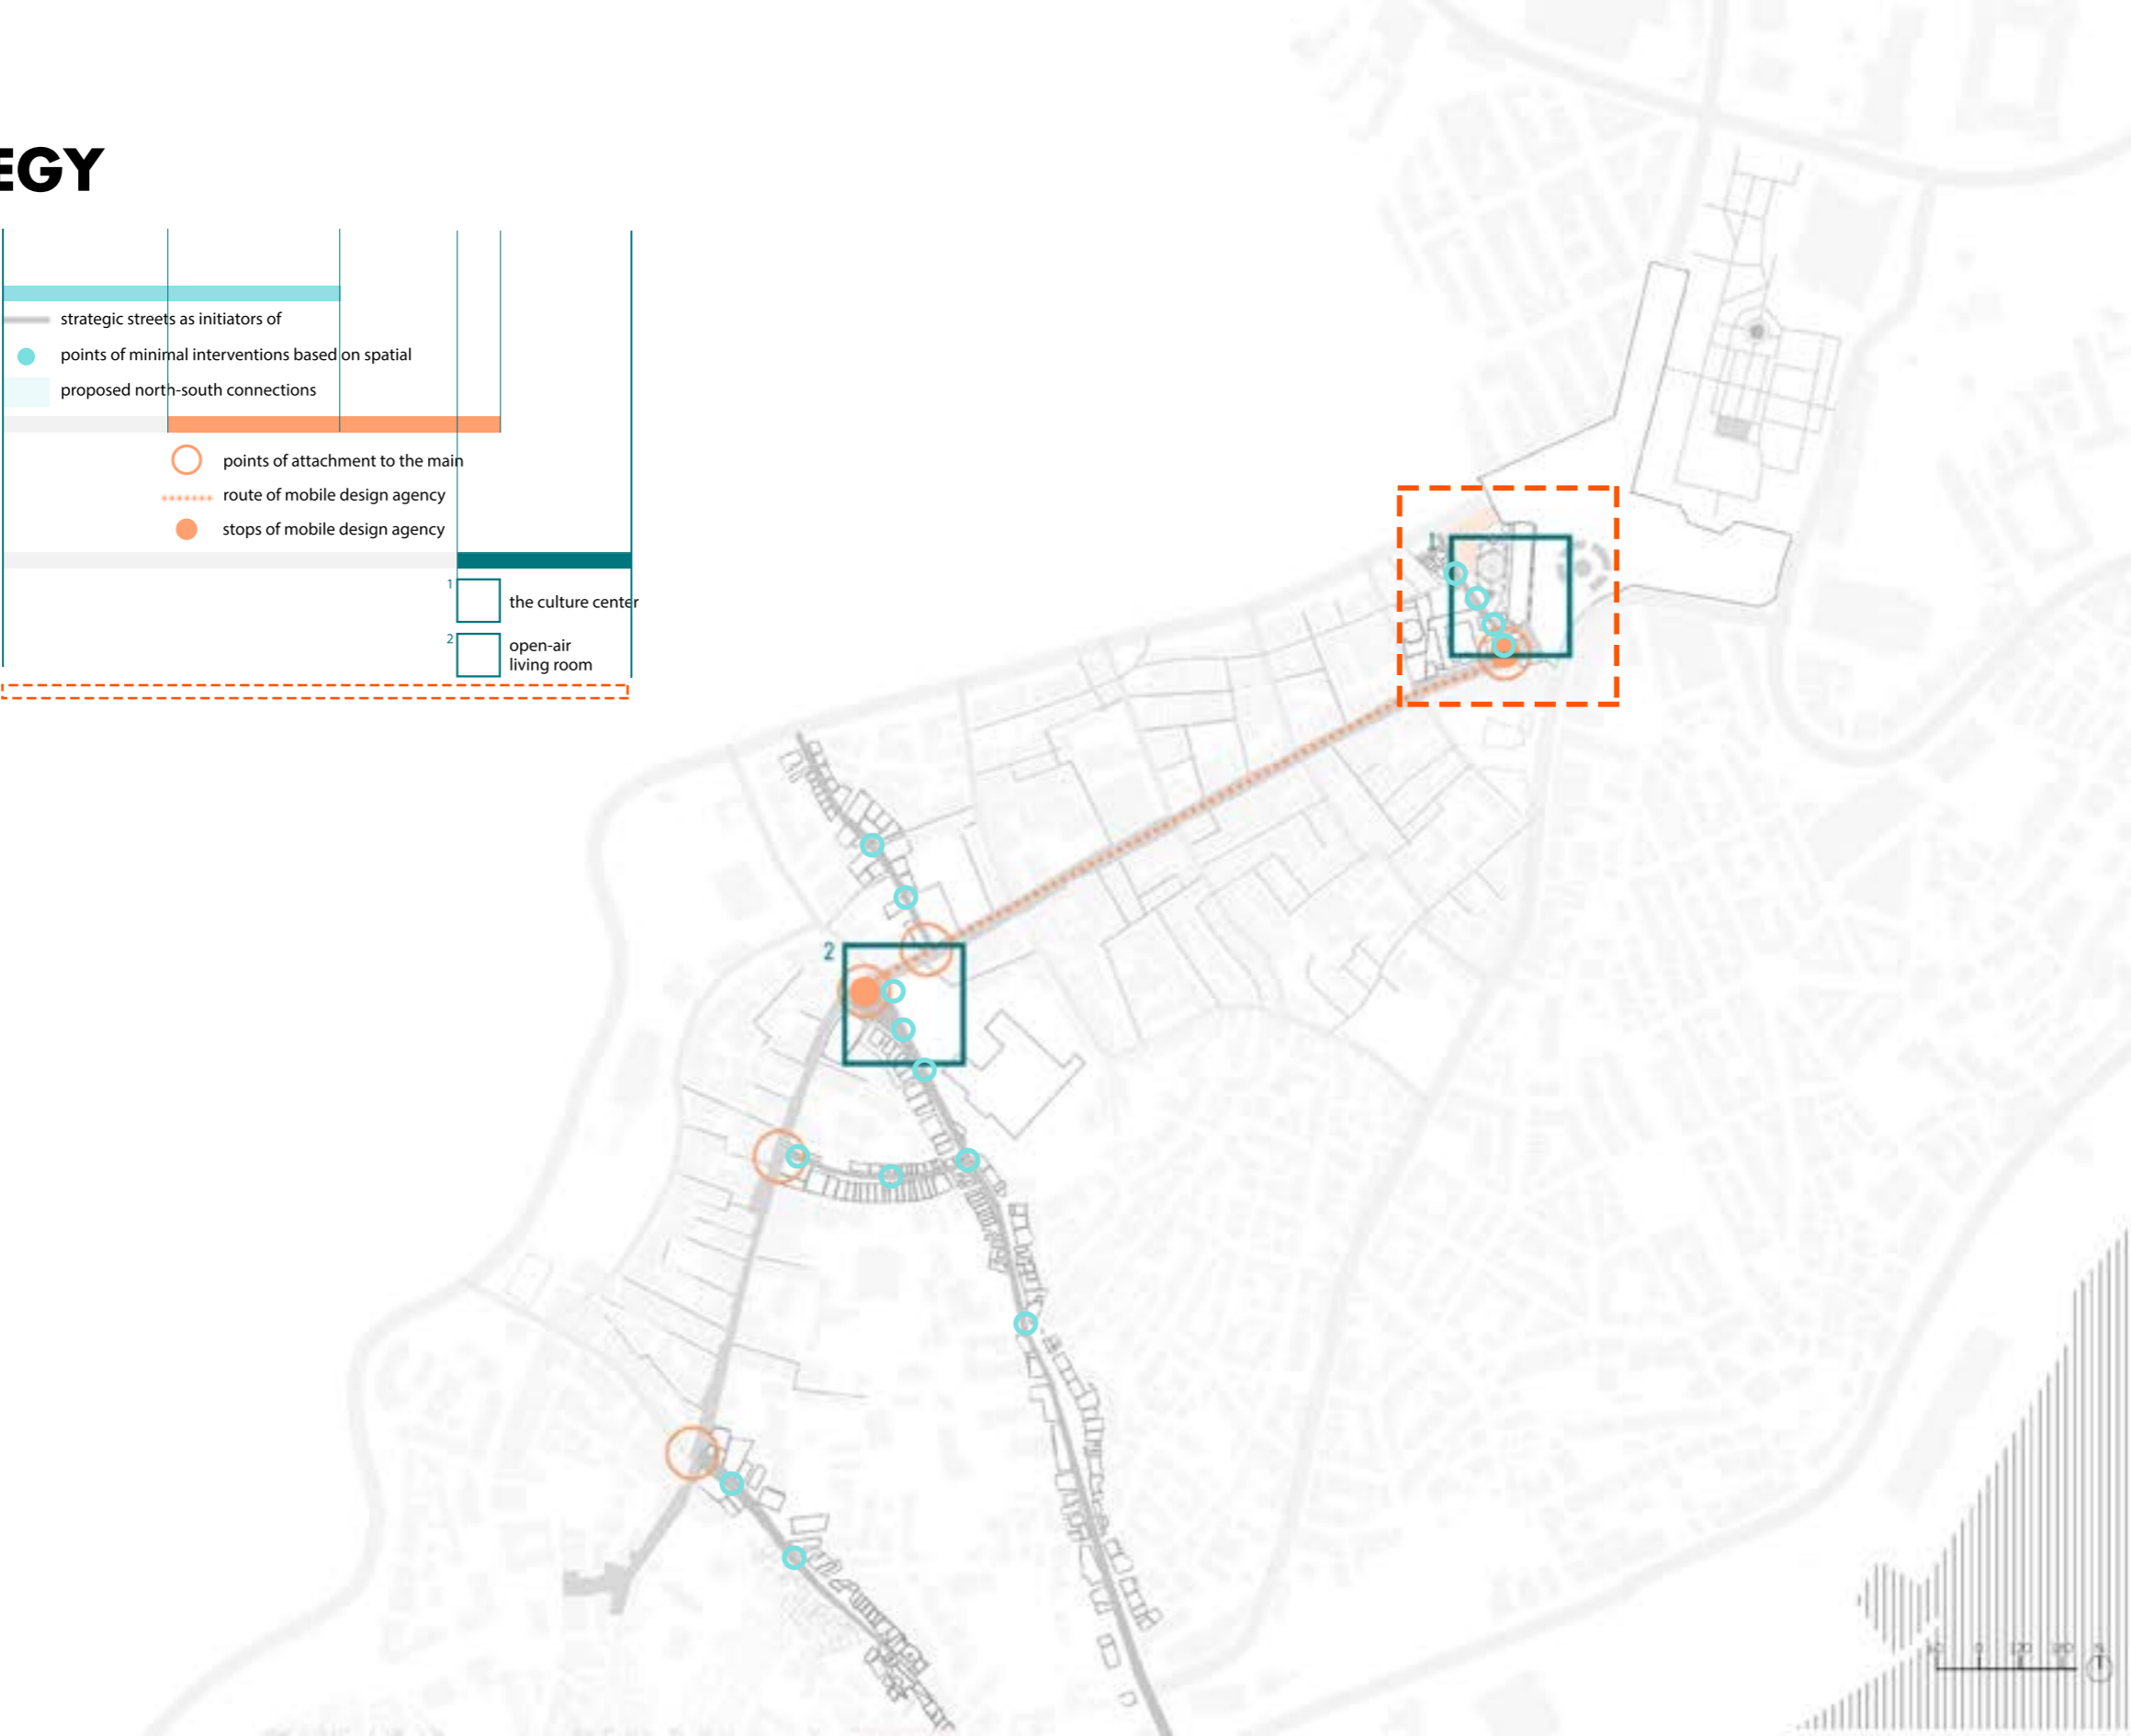 EGY
strategic streets as initiators of
points of minimal interventions based on spatial
proposed north-south connections
points of attachment to the main
route of mobile design agency
stops of mobile design agency
1
the culture center
2
open-air
living room
1
2
0
120